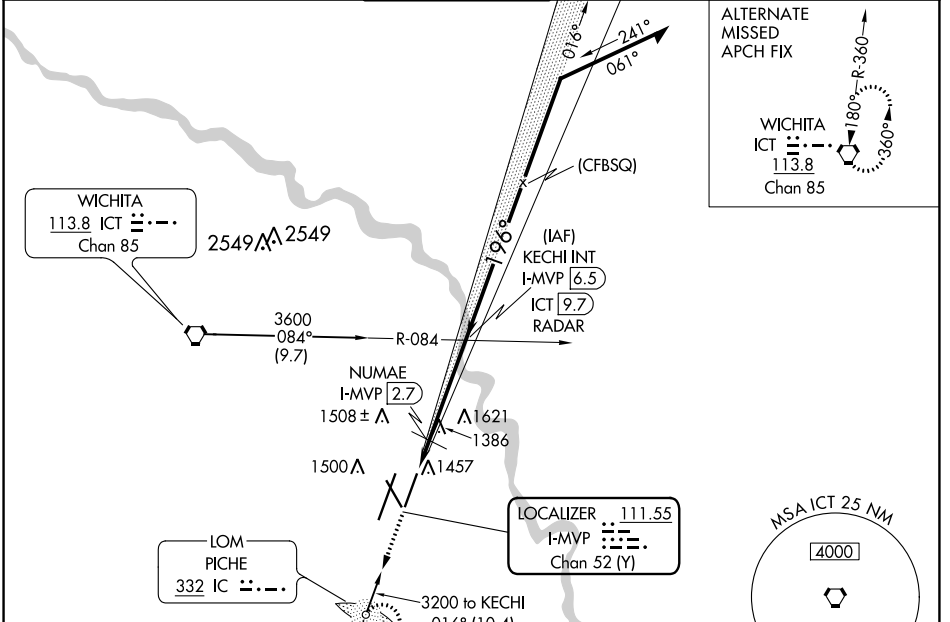 ALTERNATE
MISSED
APCH FIX
R-360
180°
360°
WICHITA
ICT
113.8
Chan 85
016°
241°
061°
(CFBSQ)
x
196°
WICHITA
113.8 ICT
Chan 85
2549 2549
(IAF)
KECHI INT
I-MVP 6.5
ICT 9.7
RADAR
3600
084°
(9.7)
R-084
NUMAE
I-MVP 2.7
1508 ±
1621
1386
1500
1457
LOCALIZER 111.55
I-MVP
Chan 52 (Y)
LOM
PICHE
332 IC
3200 to KECHI
016° (10.4)
MSA ICT 25 NM
4000